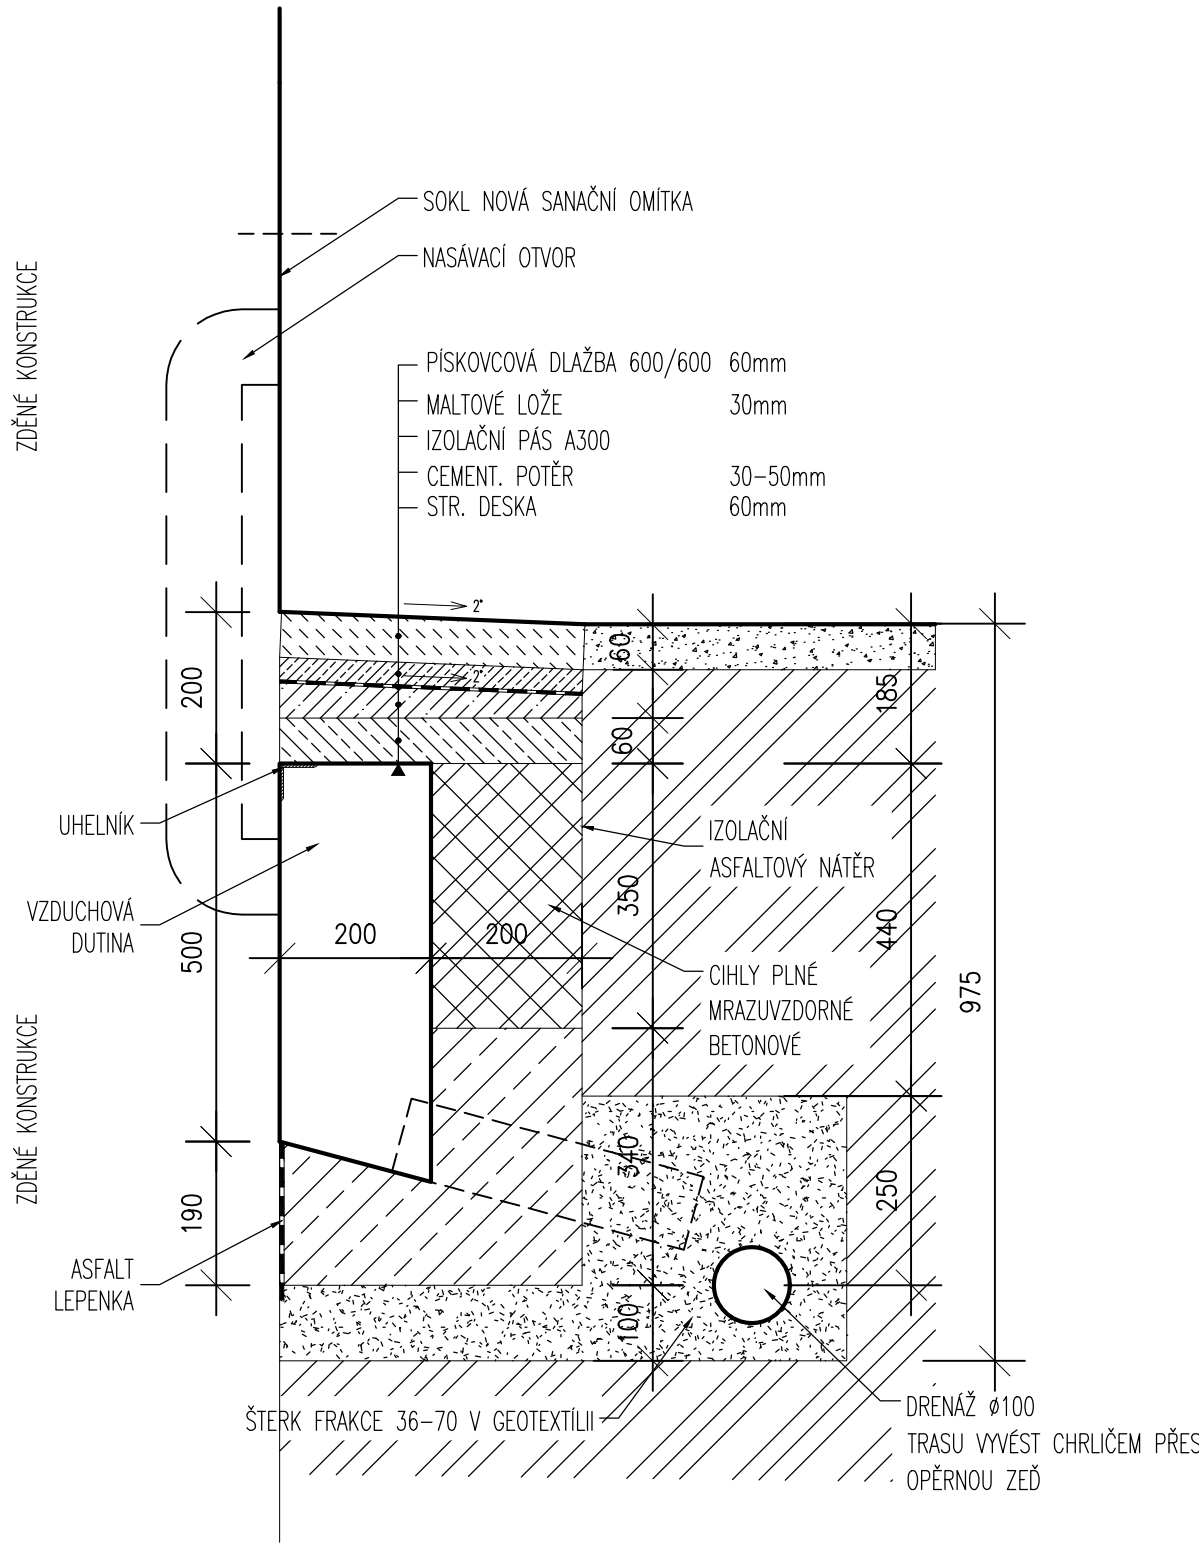 SOKL NOVÁ SANAČNÍ OMÍTKA
NASÁVACÍ OTVOR
ZDĚNÉ KONSTRUKCE
PÍSKOVCOVÁ DLAŽBA 600/600 60mm
MALTOVÉ LOŽE 30mm
IZOLAČNÍ PÁS A300
CEMENT. POTĚR 30-50mm
STR. DESKA 60mm
2°
2°
200
60
185
60
UHELNÍK
IZOLAČNÍ
ASFALTOVÝ NÁTĚR
VZDUCHOVÁ
DUTINA
500
200
200
350
440
975
CIHLY PLNÉ
MRAZUVZDORNÉ
BETONOVÉ
ZDĚNÉ KONSTRUKCE
190
340
250
ASFALT
LEPENKA
100
ŠTERK FRAKCE 36-70 V GEOTEXTÍLII
DRENÁŽ ø100
TRASU VYVÉST CHRLIČEM PŘES
OPĚRNOU ZEĎ